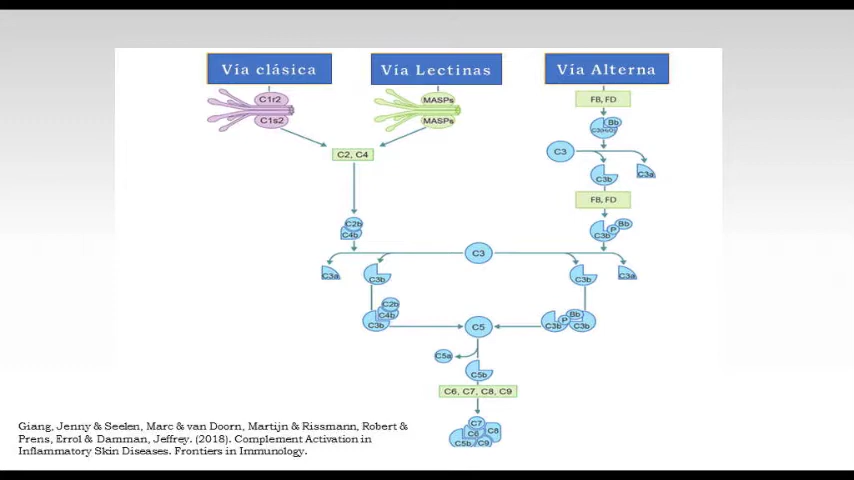 Vía clásica
Vía Lectinas
Vía Alterna
C1r2
C1s2
MASPs
MASPs
FB, FD
Bb
C2, C4
C3
C3b
C3a
FB, FD
C2b
C4b
C3b
P
Bb
C3
C3a
C3b
C3b
C3a
C2b
C4b
C3b
C5
C3b
P
Bb
C3b
C5a
C5b
C6, C7, C8, C9
C7
C6
C8
C5b
C9
Giang, Jenny & Seelen, Marc & van Doorn, Martijn & Rissmann, Robert &
Prens, Errol & Damman, Jeffrey. (2018). Complement Activation in
Inflammatory Skin Diseases. Frontiers in Immunology.